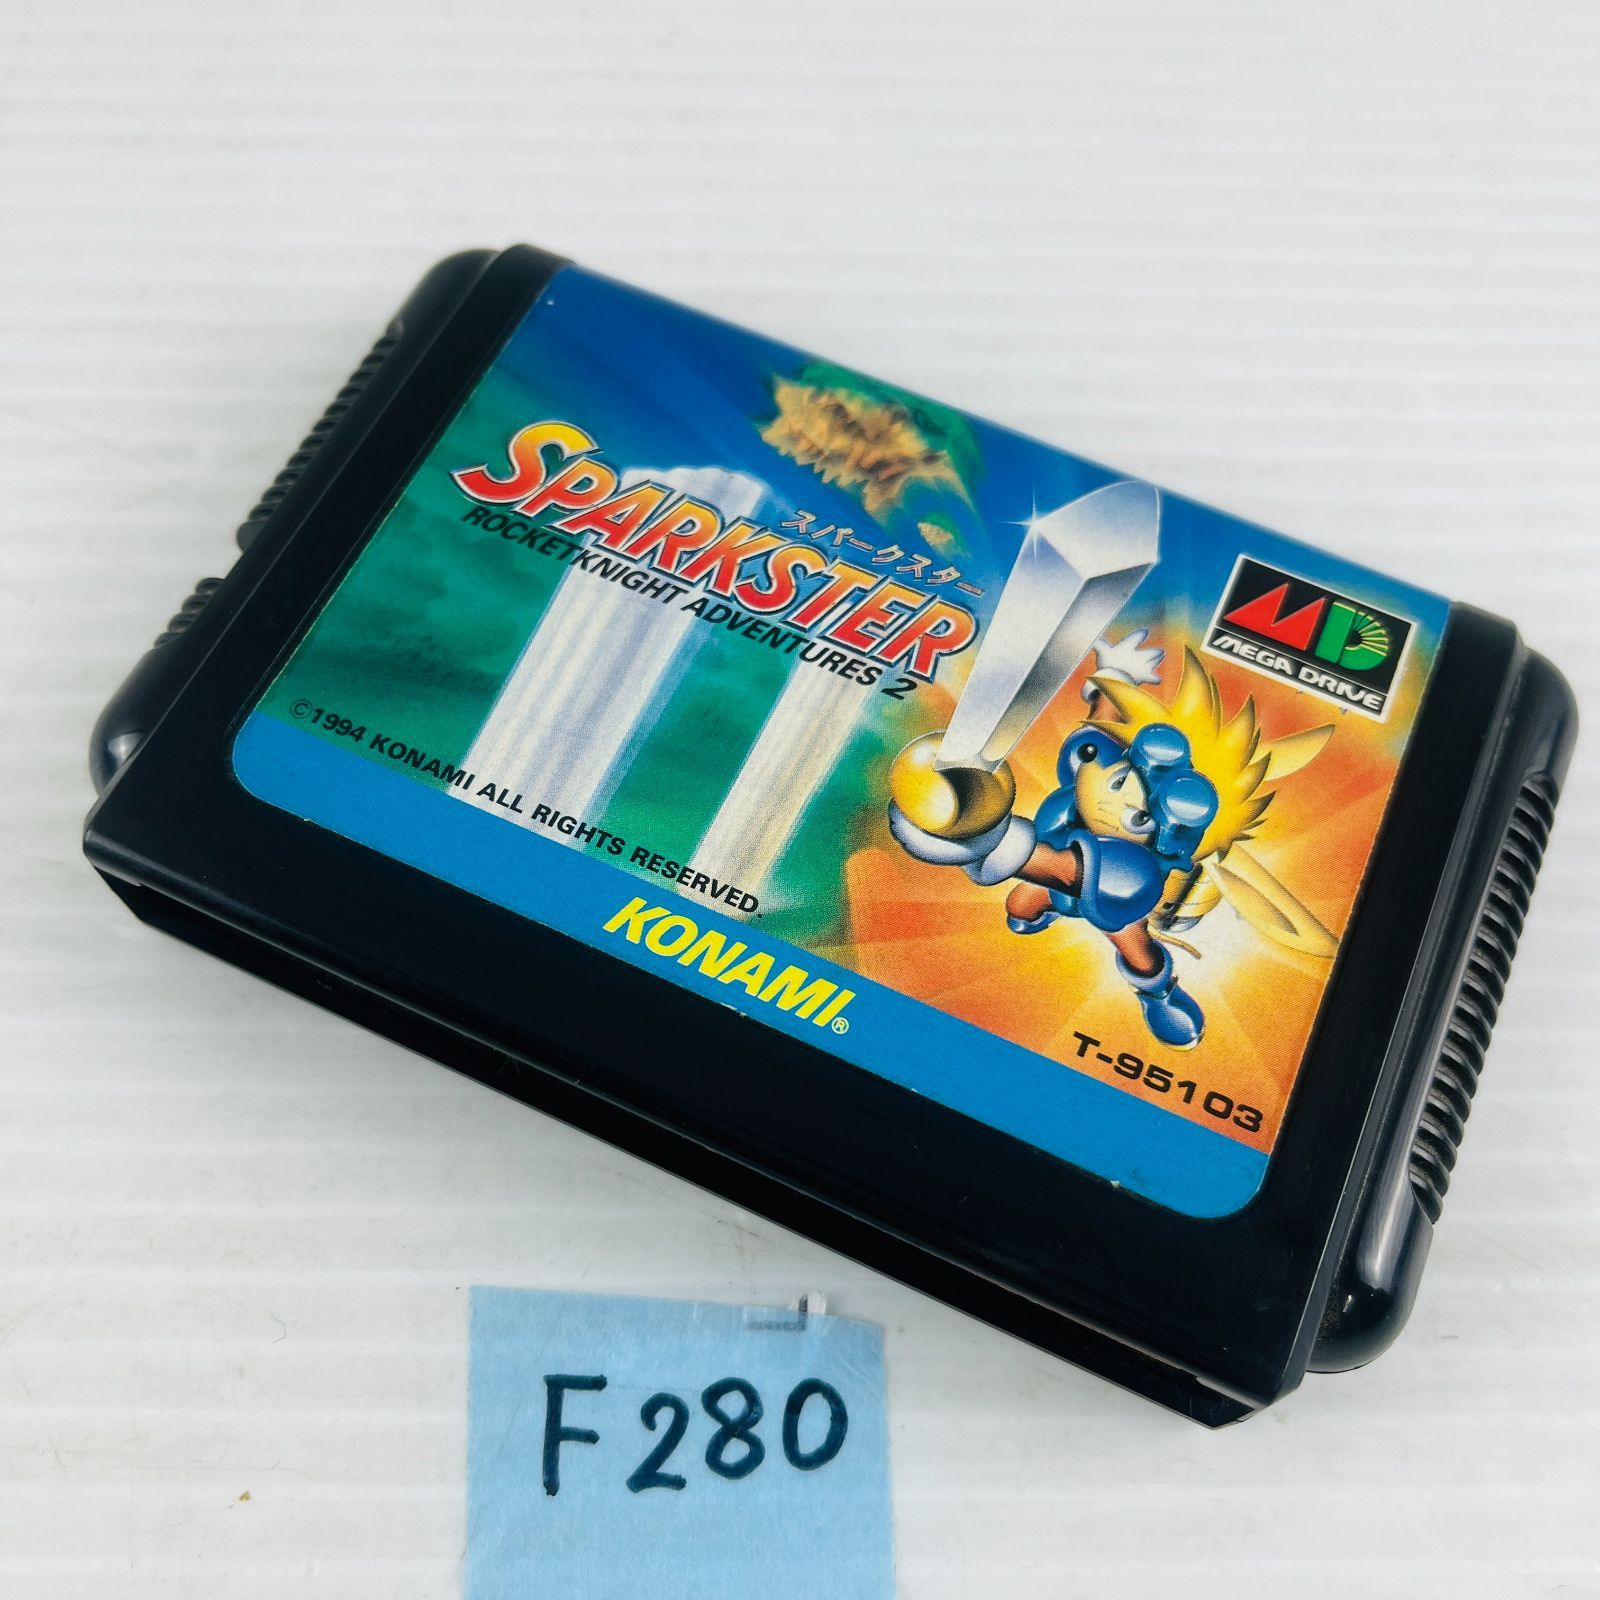 スパークスター
SPARKSTER
ROCKETKNIGHT ADVENTURES 2
MD
MEGA DRIVE
©1994 KONAMI ALL RIGHTS RESERVED.
KONAMI®
T-95103
F280